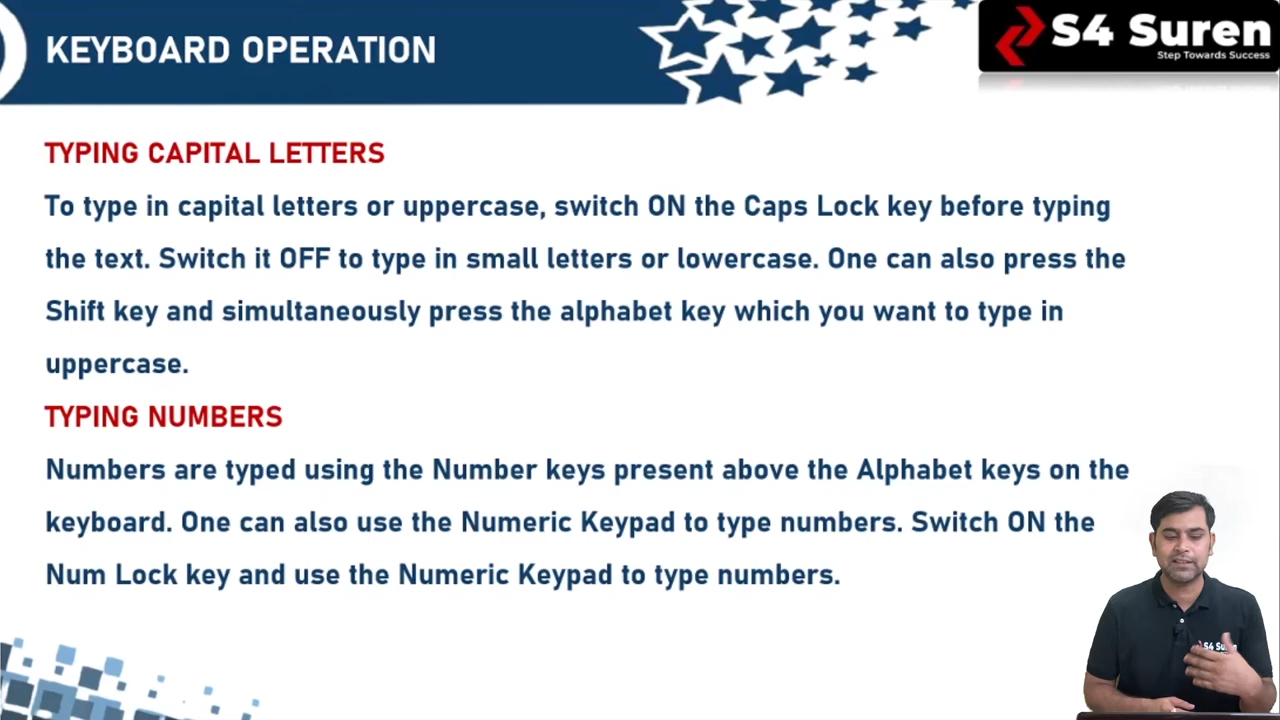 KEYBOARD OPERATION
S4 Suren
Step Towards Success
TYPING CAPITAL LETTERS
To type in capital letters or uppercase, switch ON the Caps Lock key before typing
the text. Switch it OFF to type in small letters or lowercase. One can also press the
Shift key and simultaneously press the alphabet key which you want to type in
uppercase.
TYPING NUMBERS
Numbers are typed using the Number keys present above the Alphabet keys on the
keyboard. One can also use the Numeric Keypad to type numbers. Switch ON the
Num Lock key and use the Numeric Keypad to type numbers.